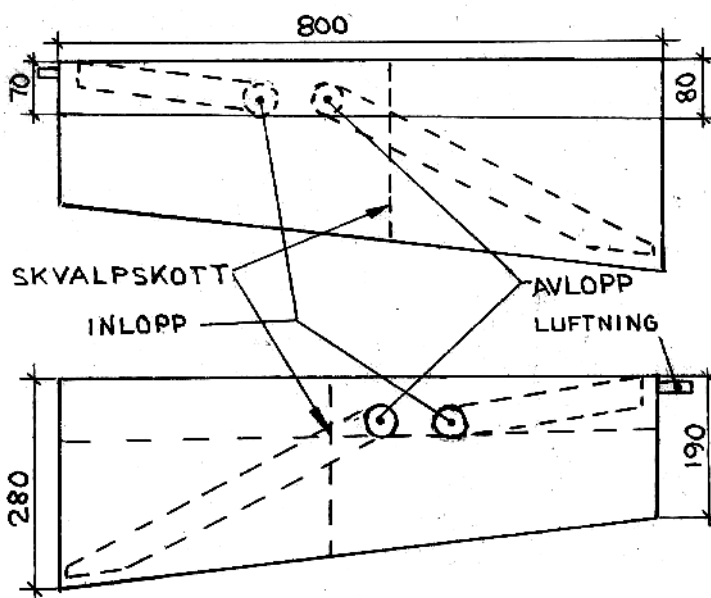 800
70
80
SKVALPSKOTT
AVLOPP
INLOPP
LUFTNING
280
190